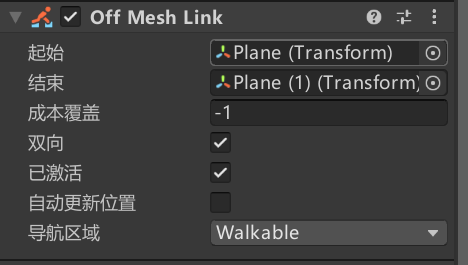 Off Mesh Link
起始 Plane (Transform)
结束 Plane (1) (Transform)
成本覆盖 -1
双向
已激活
自动更新位置
导航区域 Walkable